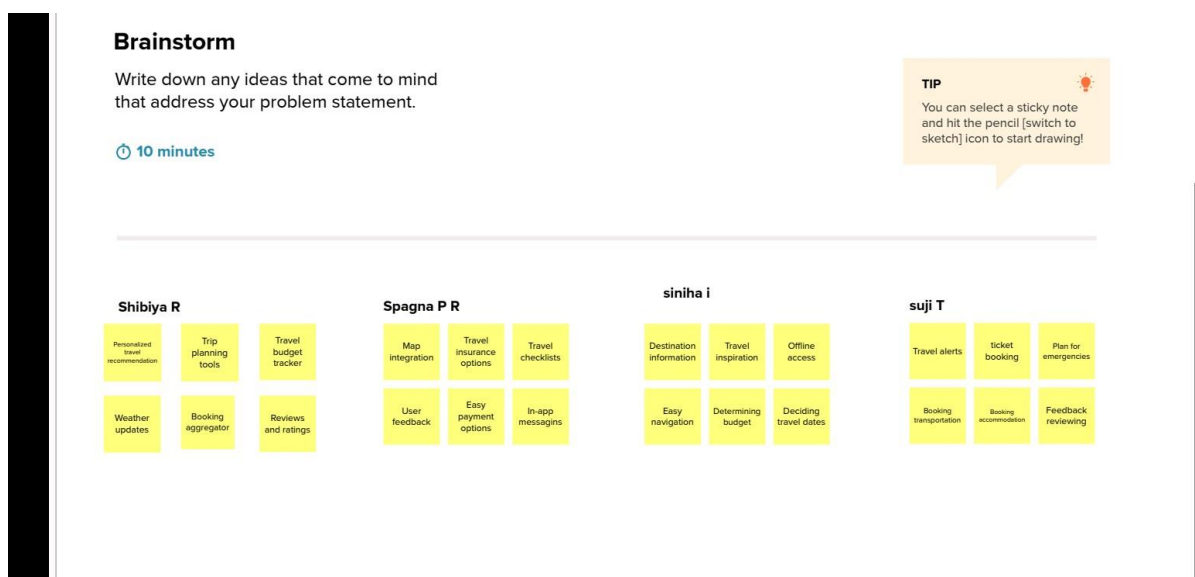 Brainstorm
Write down any ideas that come to mind
that address your problem statement.
10 minutes
TIP
You can select a sticky note
and hit the pencil [switch to
sketch] icon to start drawing!
Shibiya R
Personalized
travel
recommendation
Trip
planning
tools
Travel
budget
tracker
Weather
updates
Booking
aggregator
Reviews
and ratings
Spagna P R
Map
integration
Travel
insurance
options
Travel
checklists
User
feedback
Easy
payment
options
In-app
messagins
siniha i
Destination
information
Travel
inspiration
Offline
access
Easy
navigation
Determining
budget
Deciding
travel dates
suji T
Travel alerts
ticket
booking
Plan for
emergencies
Booking
transportation
Booking
accommodation
Feedback
reviewing